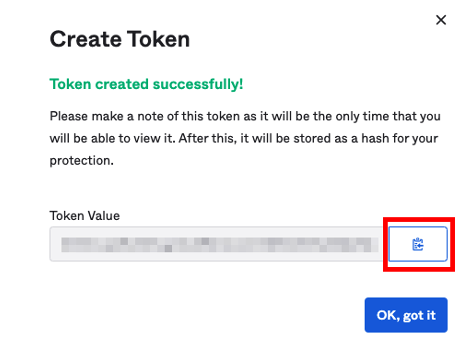 Create Token
Token created successfully!
Please make a note of this token as it will be the only time that you
will be able to view it. After this, it will be stored as a hash for your
protection.
Token Value
OK, got it